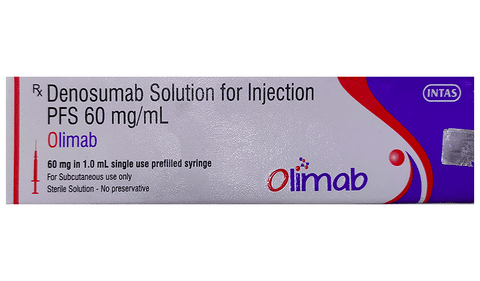 Rx Denosumab Solution for Injection
PFS 60 mg/mL
Olimab
60 mg in 1.0 mL single use prefilled syringe
For Subcutaneous use only
Sterile Solution - No preservative
INTAS
Olimab